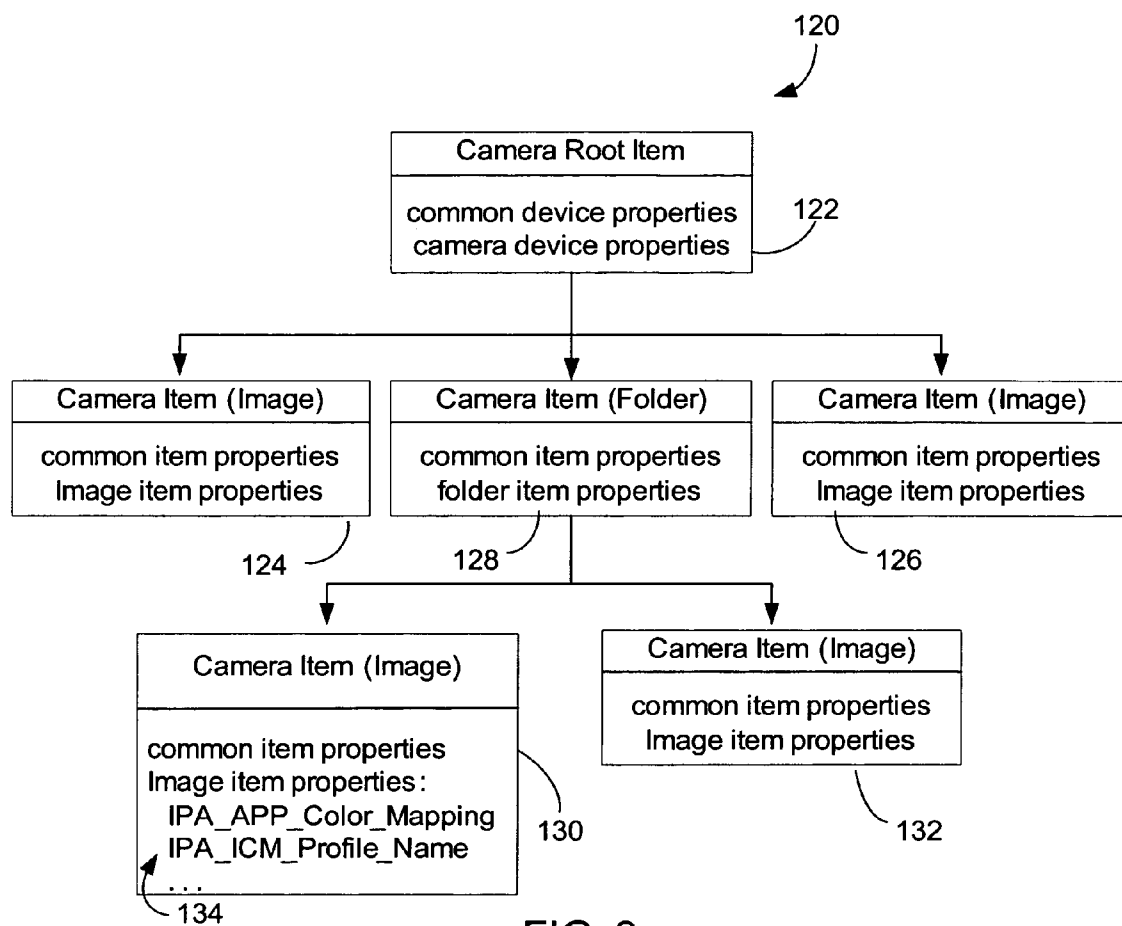 120
Camera Root Item
common device properties
camera device properties
122
Camera Item (Image)
common item properties
Image item properties
124
Camera Item (Folder)
common item properties
folder item properties
128
Camera Item (Image)
common item properties
Image item properties
126
Camera Item (Image)
common item properties
Image item properties:
IPA_APP_Color_Mapping
IPA_ICM_Profile_Name
. . .
130
134
Camera Item (Image)
common item properties
Image item properties
132
FIG.